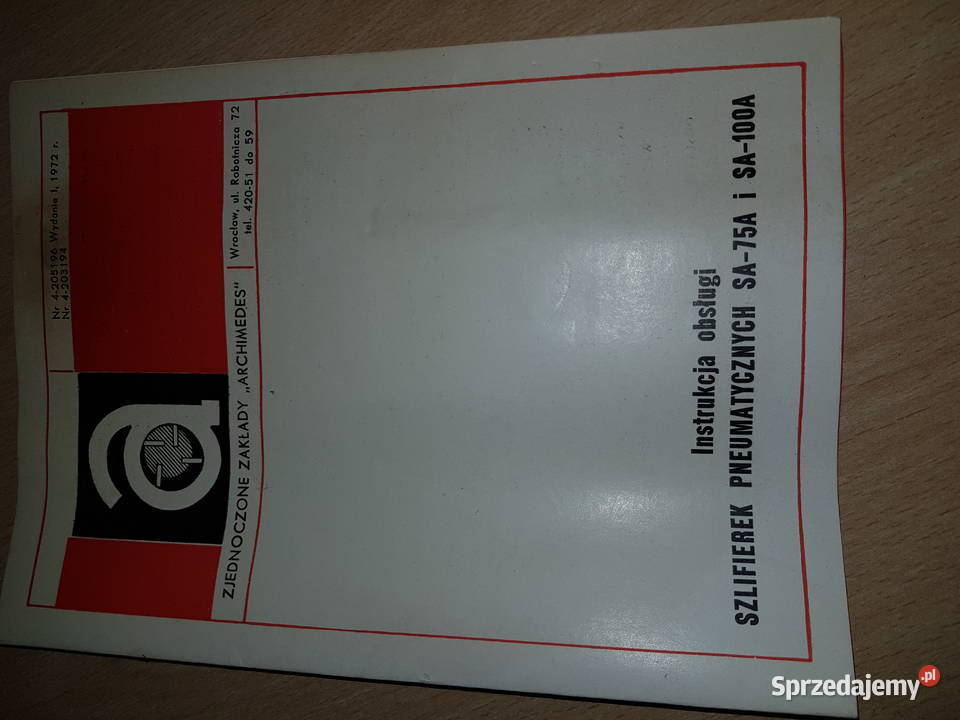 Nr 4-205196 Wydanie I, 1972 r.
Nr 4-203194
a
ZJEDNOCZONE ZAKŁADY „ARCHIMEDES"
Wrocław, ul. Robotnicza 72
tel. 420-51 do 59
Instrukcja obsługi
SZLIFIEREK PNEUMATYCZNYCH SA-75A i SA-100A
Sprzedajemy.pl